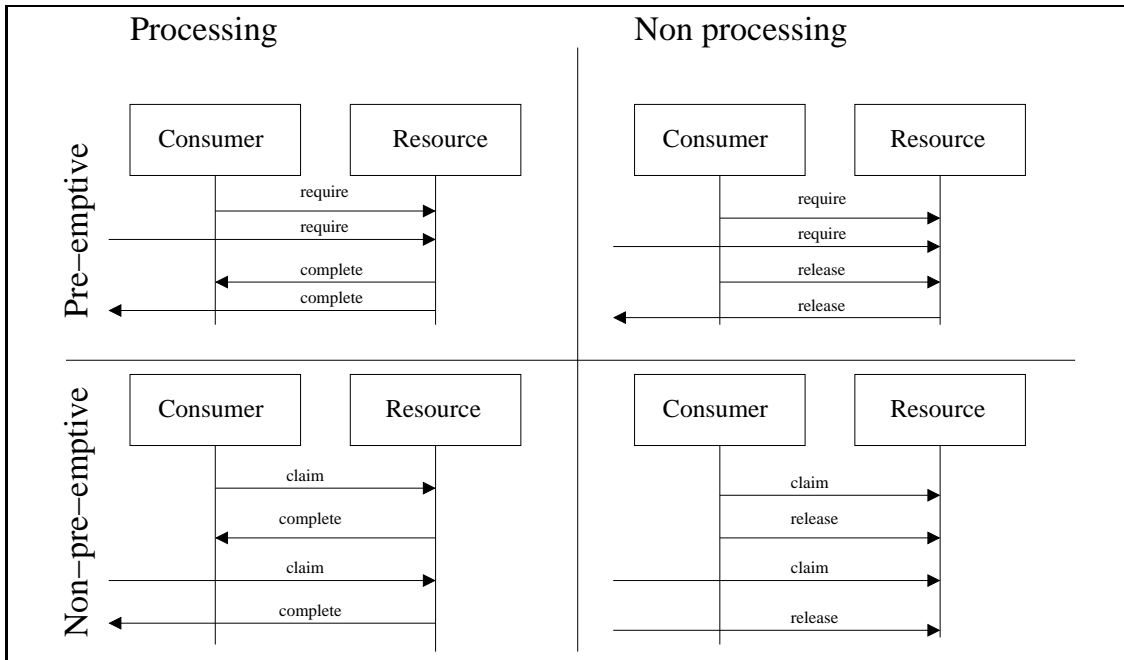 Processing
Non processing
Pre-emptive
Consumer
Resource
require
require
complete
complete
Consumer
Resource
require
require
release
release
Non-pre-emptive
Consumer
Resource
claim
complete
claim
complete
Consumer
Resource
claim
release
claim
release